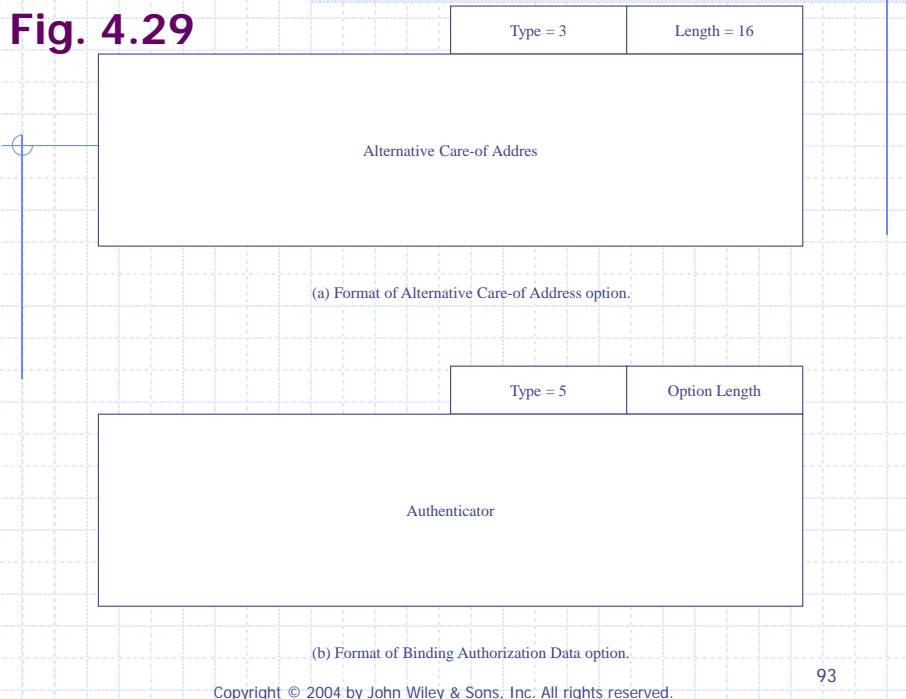 Fig. 4.29
Type = 3
Length = 16
Alternative Care-of Addres
(a) Format of Alternative Care-of Address option.
Type = 5
Option Length
Authenticator
(b) Format of Binding Authorization Data option.
93
Copyright © 2004 by John Wiley & Sons, Inc. All rights reserved.